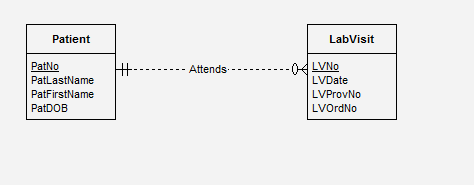 Patient
PatNo
PatLastName
PatFirstName
PatDOB
Attends
LabVisit
LVNo
LVDate
LVProvNo
LVOrdNo